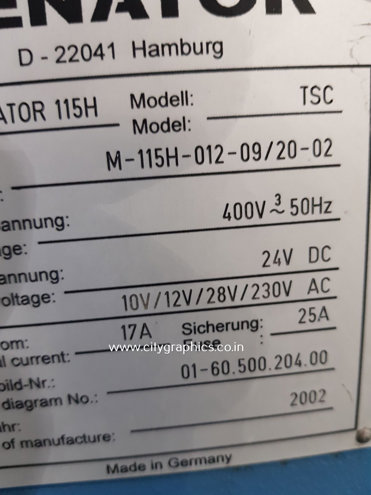 ENATOR
D - 22041 Hamburg
ATOR 115H Modell: TSC
Model:
M-115H-012-09/20-02
annung: 400V 3~ 50Hz
ge:
annung: 24V DC
oltage: 10V/12V/28V/230V AC
om: 17A Sicherung: 25A
l current: Fuse :
www.citygraphics.co.in
bild-Nr.: 01-60.500.204.00
diagram No.:
hr: 2002
of manufacture:
Made in Germany